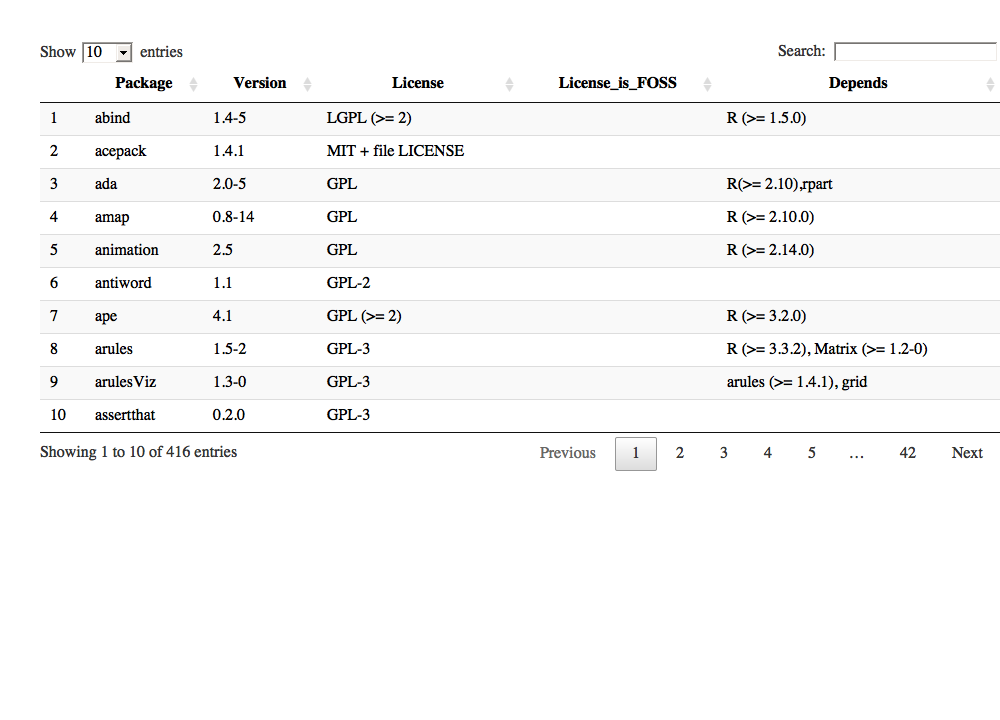 Show 10 entries Search:
Package Version License License_is_FOSS Depends
1 abind 1.4-5 LGPL (>= 2) R (>= 1.5.0)
2 acepack 1.4.1 MIT + file LICENSE
3 ada 2.0-5 GPL R(>= 2.10),rpart
4 amap 0.8-14 GPL R (>= 2.10.0)
5 animation 2.5 GPL R (>= 2.14.0)
6 antiword 1.1 GPL-2
7 ape 4.1 GPL (>= 2) R (>= 3.2.0)
8 arules 1.5-2 GPL-3 R (>= 3.3.2), Matrix (>= 1.2-0)
9 arulesViz 1.3-0 GPL-3 arules (>= 1.4.1), grid
10 assertthat 0.2.0 GPL-3
Showing 1 to 10 of 416 entries Previous 1 2 3 4 5 … 42 Next